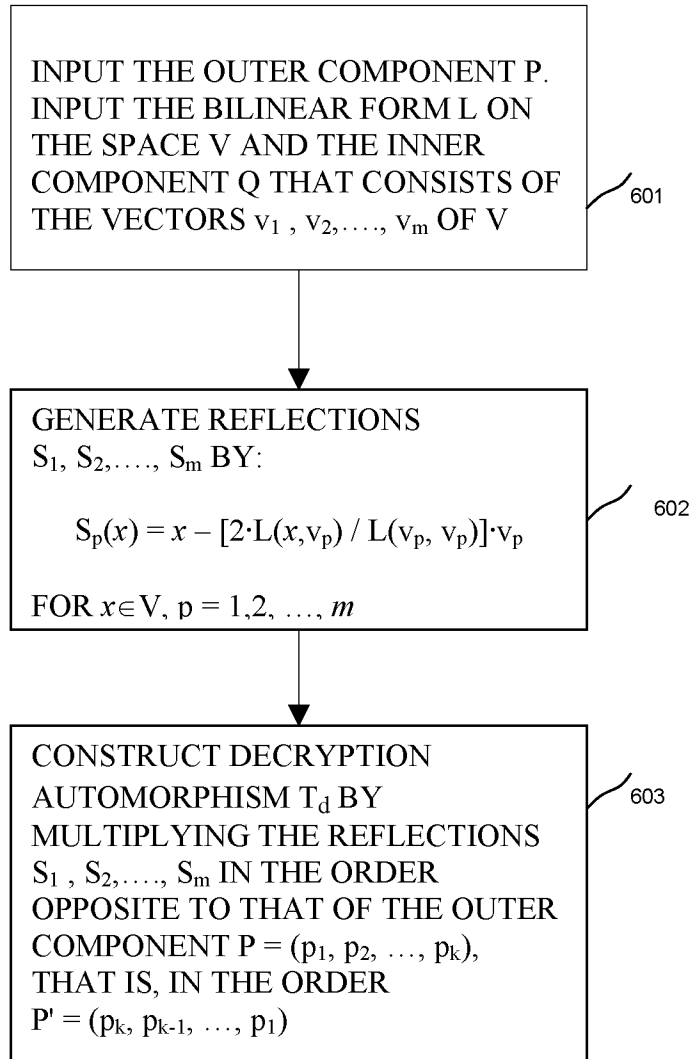 INPUT THE OUTER COMPONENT P.
INPUT THE BILINEAR FORM L ON
THE SPACE V AND THE INNER
COMPONENT Q THAT CONSISTS OF
THE VECTORS v₁ , v₂,…., vₘ OF V
601
GENERATE REFLECTIONS
S₁, S₂,…., Sₘ BY:
Sₚ(x) = x – [2·L(x,vₚ) / L(vₚ, vₚ)]·vₚ
FOR x∈V, p = 1,2, …, m
602
CONSTRUCT DECRYPTION
AUTOMORPHISM T_d BY
MULTIPLYING THE REFLECTIONS
S₁ , S₂,…., Sₘ IN THE ORDER
OPPOSITE TO THAT OF THE OUTER
COMPONENT P = (p₁, p₂, …, pₖ),
THAT IS, IN THE ORDER
P' = (pₖ, pₖ₋₁, …, p₁)
603